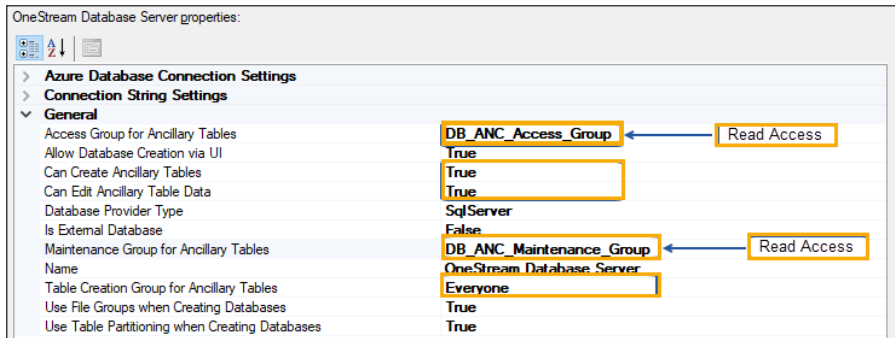 OneStream Database Server properties:
Azure Database Connection Settings
Connection String Settings
General
Access Group for Ancillary Tables DB_ANC_Access_Group Read Access
Allow Database Creation via UI True
Can Create Ancillary Tables True
Can Edit Ancillary Table Data True
Database Provider Type SqlServer
Is External Database False
Maintenance Group for Ancillary Tables DB_ANC_Maintenance_Group Read Access
Name OneStream Database Server
Table Creation Group for Ancillary Tables Everyone
Use File Groups when Creating Databases True
Use Table Partitioning when Creating Databases True